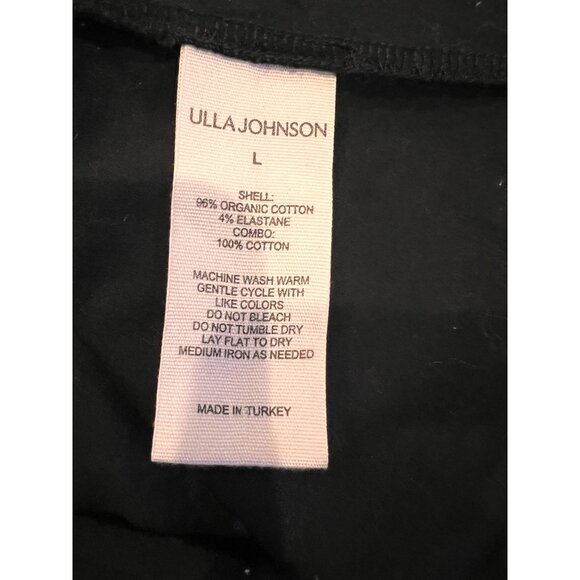 ULLA JOHNSON
L
SHELL:
96% ORGANIC COTTON
4% ELASTANE
COMBO:
100% COTTON
MACHINE WASH WARM
GENTLE CYCLE WITH
LIKE COLORS
DO NOT BLEACH
DO NOT TUMBLE DRY
LAY FLAT TO DRY
MEDIUM IRON AS NEEDED
MADE IN TURKEY